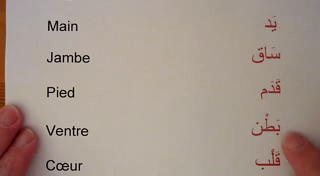 Main يَد
Jambe سَاق
Pied قَدَم
Ventre بَطْن
Cœur قَلْب